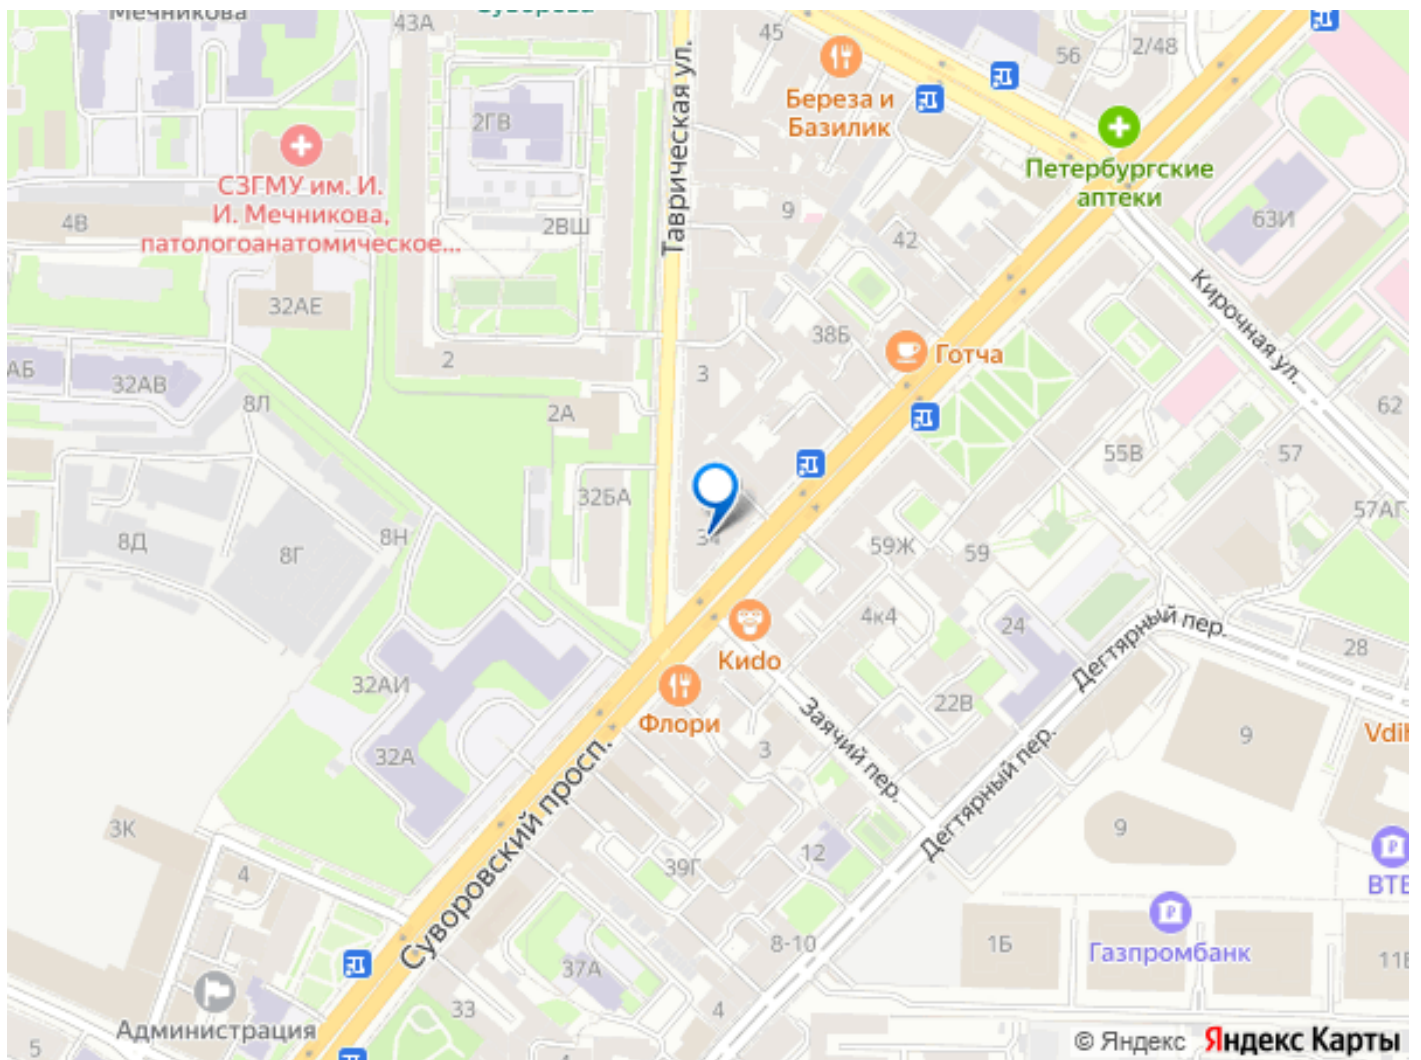 Мечникова
43А
45
56
2/48
Береза и
Базилик
Таврическая ул.
2ГВ
Петербургские
аптеки
СЗГМУ им. И.
И. Мечникова,
патологоанатомическое...
4В
2ВШ
9
42
63И
32АЕ
Кирочная ул.
38Б
Готча
2
3
АБ
32АВ
8Л
2А
62
55В
57
32БА
57АГ
8Д
8Г
8Н
34
59Ж
59
4к4
24
Дегтярный пер.
28
Кидо
32АИ
22В
Флори
Заячий пер.
3
9
32А
Дегтярный пер.
Суворовский просп.
3К
9
12
39Г
4
8-10
1Б
Газпромбанк
37А
33
4
Администрация
5
© Яндекс Яндекс Карты